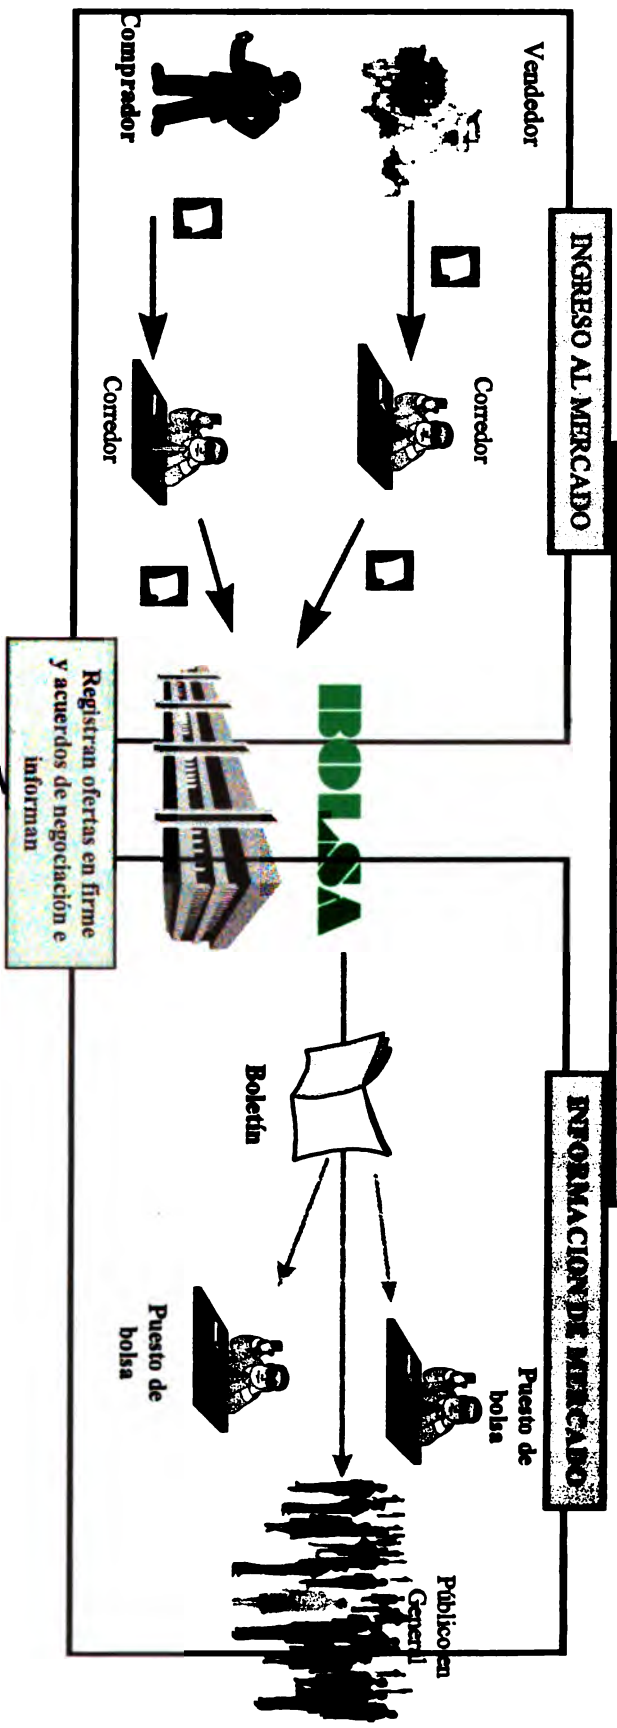 INGRESO AL MERCADO
Vendedor
Corredor
Comprador
Corredor
BOLSA
Registran ofertas en firme
y acuerdos de negociación e
informan
INFORMACION DE MERCADO
Boletín
Puesto de
bolsa
Puesto de
bolsa
Público en
General